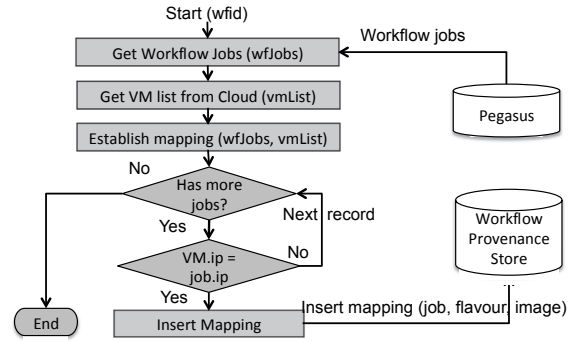 Start (wfid)
Get Workflow Jobs (wfJobs)
Workflow jobs
Get VM list from Cloud (vmList)
Pegasus
Establish mapping (wfJobs, vmList)
No
Has more
jobs?
Next record
Yes
Workflow
Provenance
Store
VM.ip =
job.ip
No
Yes
Insert mapping (job, flavour, image)
End
Insert Mapping